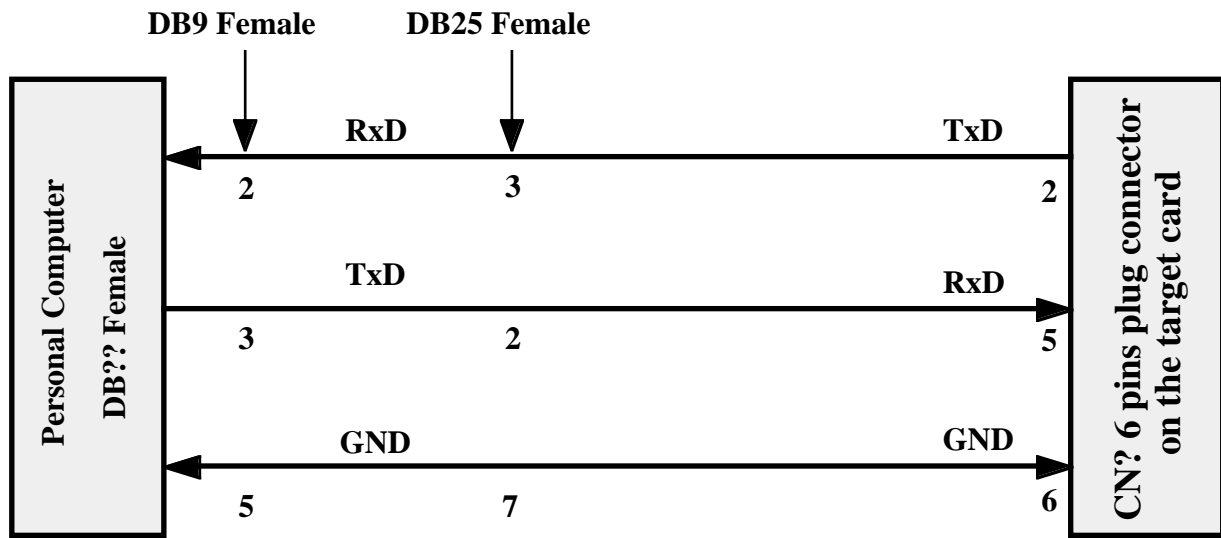 DB9 Female
DB25 Female
RxD
TxD
2
3
2
TxD
RxD
3
2
5
GND
GND
5
7
6
Personal Computer
DB?? Female
CN? 6 pins plug connector
on the target card